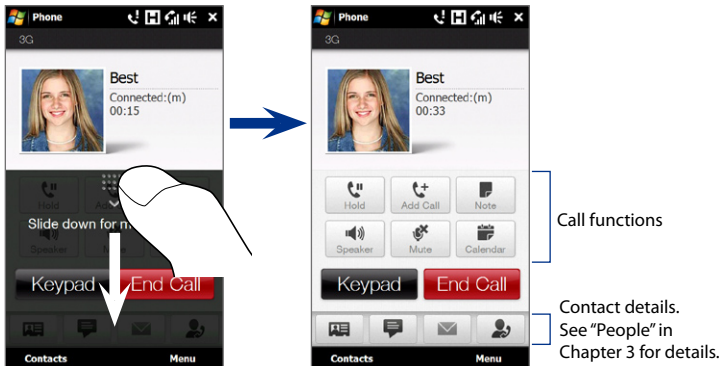 Phone
3G
Best
Connected:(m)
00:15
Hold
Slide down for m
Speaker
Keypad
End Call
Contacts
Menu
Phone
3G
Best
Connected:(m)
00:33
Hold
Add Call
Note
Speaker
Mute
Calendar
Keypad
End Call
Contacts
Menu
Call functions
Contact details.
See “People” in
Chapter 3 for details.